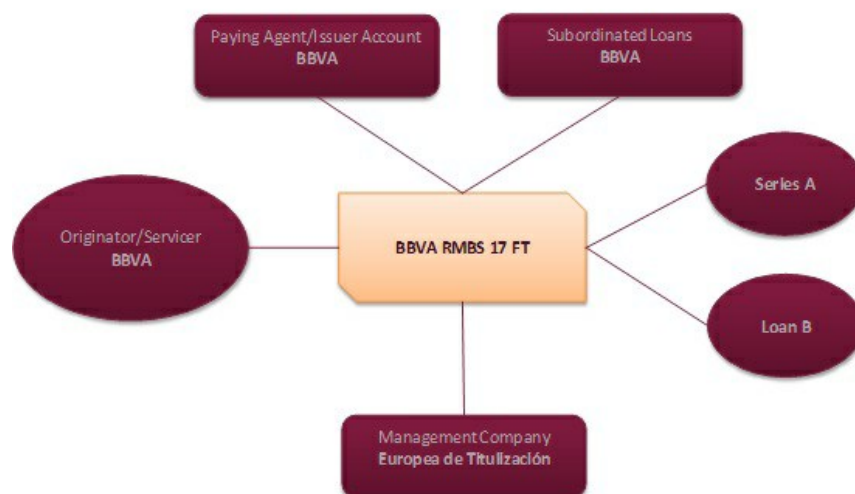 Paying Agent/Issuer Account
BBVA
Subordinated Loans
BBVA
Series A
Originator/Servicer
BBVA
BBVA RMBS 17 FT
Loan B
Management Company
Europea de Titulización